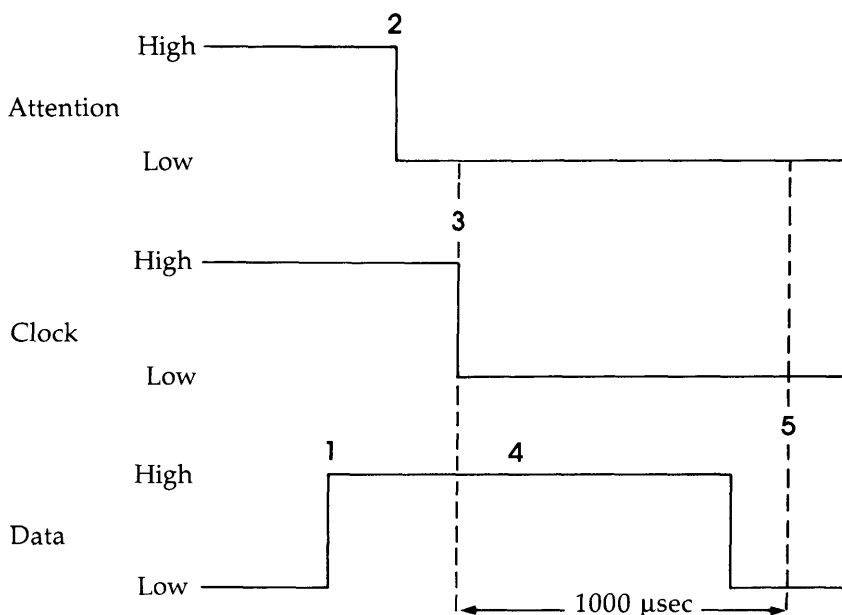 2
High
Attention
Low
3
High
Clock
Low
5
1
4
High
Data
Low
1000 μsec